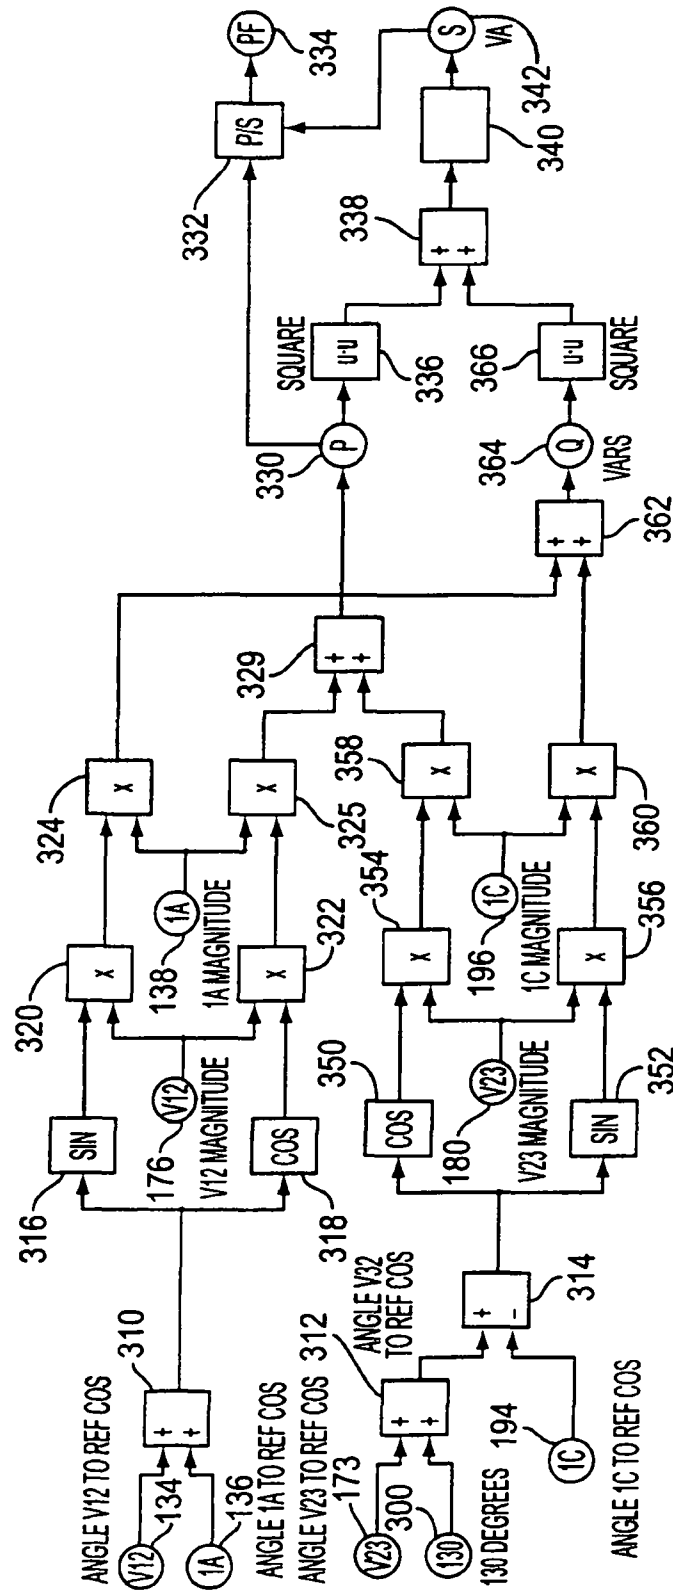 ANGLE V12 TO REF COS
V12
134
1A
136
ANGLE 1A TO REF COS
310
+
+
316
SIN
318
COS
176
V12
V12 MAGNITUDE
320
X
322
X
138
1A
1A MAGNITUDE
324
X
325
X
ANGLE V23 TO REF COS
V23
173
300
130
130 DEGREES
312
+
+
ANGLE V32
TO REF COS
194
1C
ANGLE 1C TO REF COS
314
+
-
350
COS
352
SIN
180
V23
V23 MAGNITUDE
354
X
356
X
196
1C
1C MAGNITUDE
358
X
360
X
329
+
+
362
+
+
330
P
364
Q
VARS
SQUARE
u·u
336
366
u·u
SQUARE
338
+
+
340
S
VA
342
332
P/S
PF
334